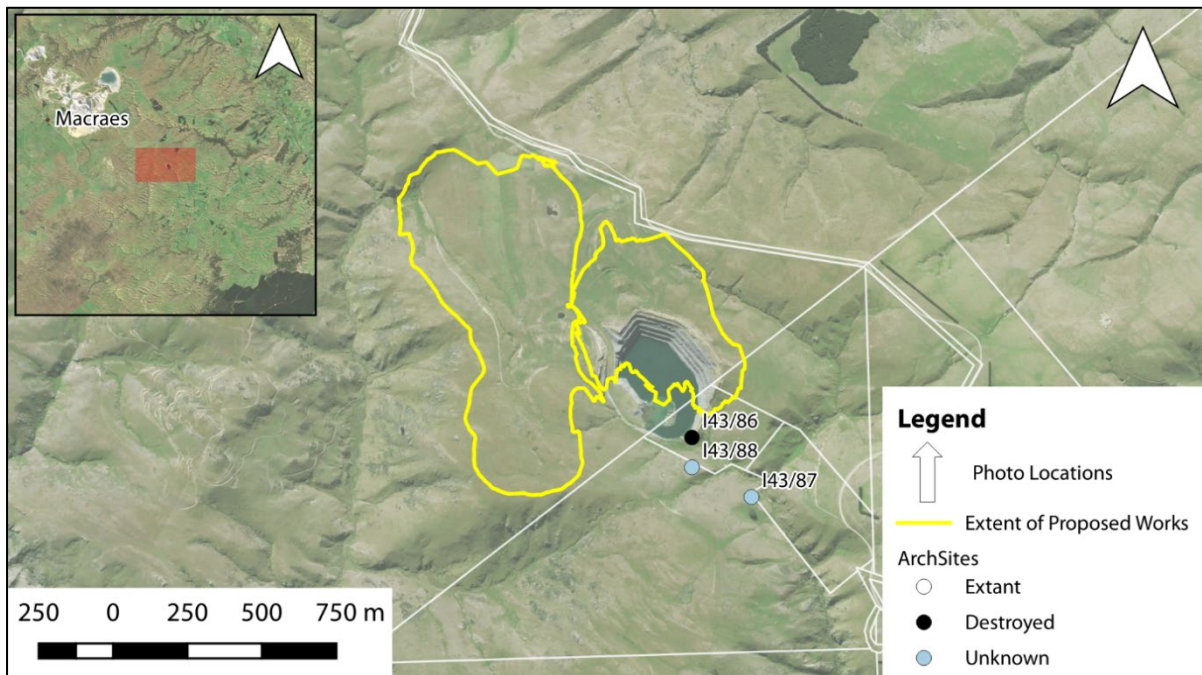 Macraes
I43/86
I43/88
I43/87
Legend
Photo Locations
Extent of Proposed Works
ArchSites
Extant
Destroyed
Unknown
250 0 250 500 750 m